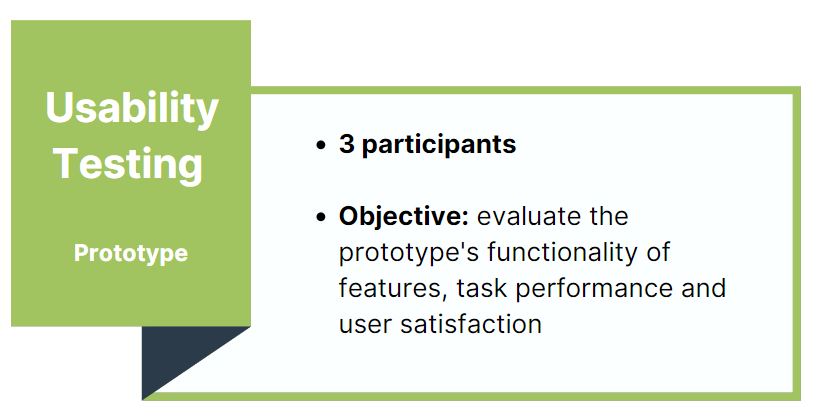 Usability
Testing
Prototype
• 3 participants
• Objective: evaluate the
prototype's functionality of
features, task performance and
user satisfaction